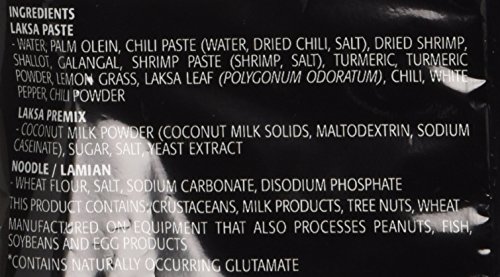 INGREDIENTS
LAKSA PASTE
- WATER, PALM OLEIN, CHILI PASTE (WATER, DRIED CHILI, SALT), DRIED SHRIMP,
SHALLOT, GALANGAL, SHRIMP PASTE (SHRIMP, SALT), TURMERIC, TURMERIC
POWDER, LEMON GRASS, LAKSA LEAF (POLYGONUM ODORATUM), CHILI, WHITE
PEPPER, CHILI POWDER
LAKSA PREMIX
- COCONUT MILK POWDER (COCONUT MILK SOLIDS, MALTODEXTRIN, SODIUM
CASEINATE), SUGAR, SALT, YEAST EXTRACT
NOODLE / LAMIAN
- WHEAT FLOUR, SALT, SODIUM CARBONATE, DISODIUM PHOSPHATE
THIS PRODUCT CONTAINS, CRUSTACEANS, MILK PRODUCTS, TREE NUTS, WHEAT
MANUFACTURED ON EQUIPMENT THAT ALSO PROCESSES PEANUTS, FISH,
SOYBEANS AND EGG PRODUCTS
*CONTAINS NATURALLY OCCURRING GLUTAMATE